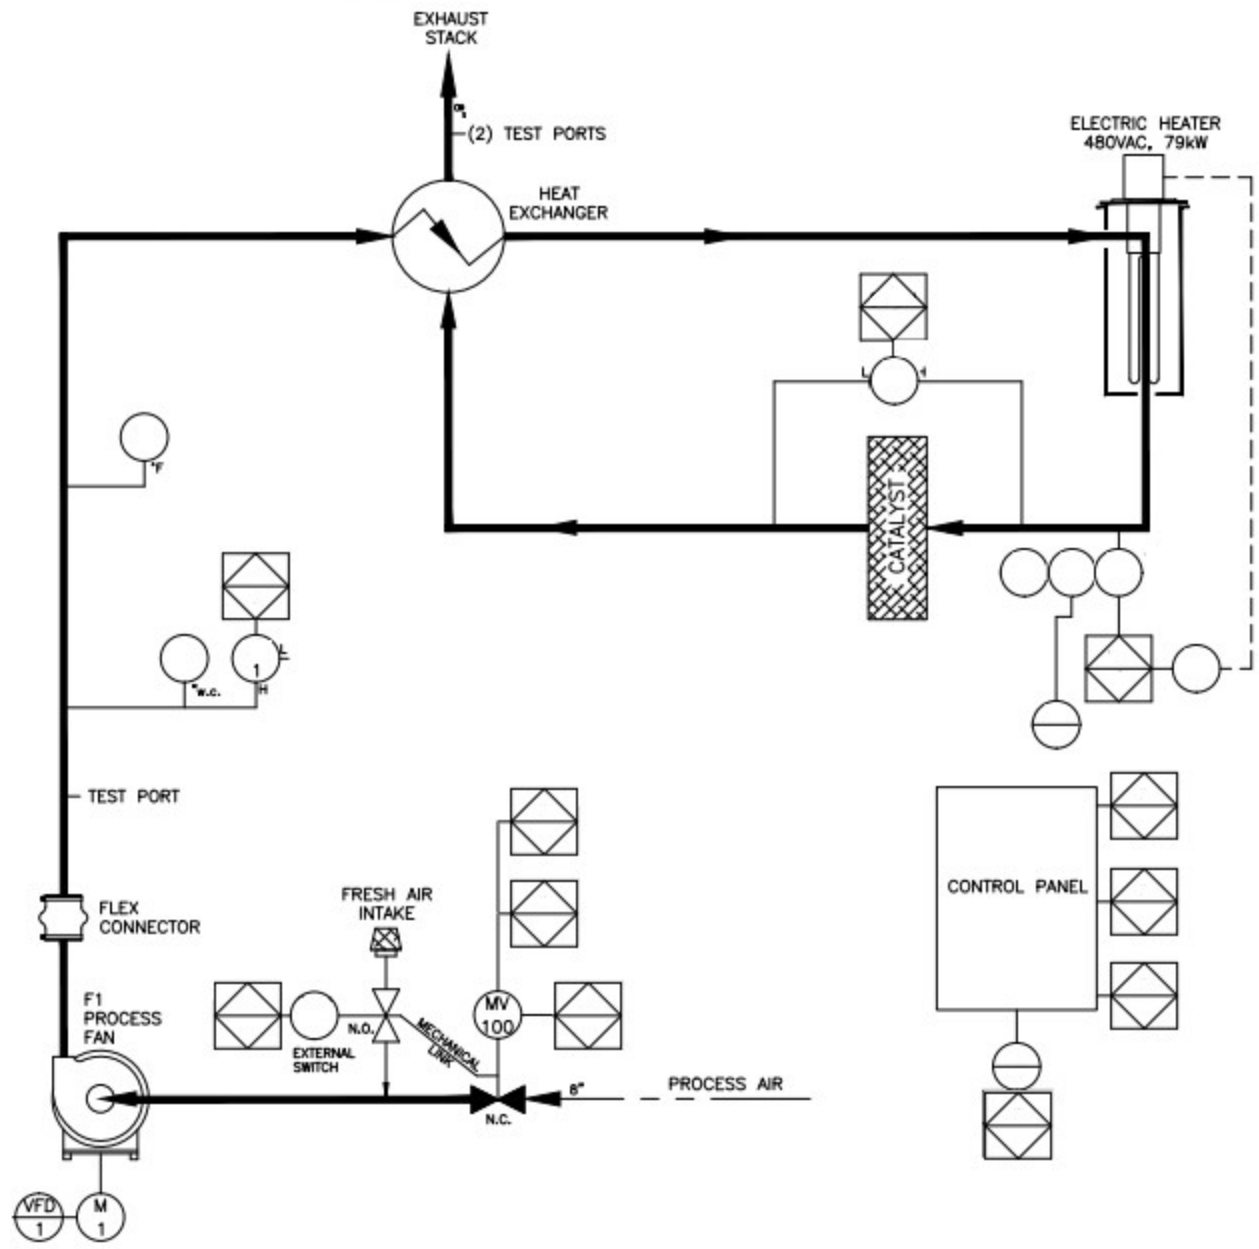 EXHAUST
STACK
(2) TEST PORTS
ELECTRIC HEATER
480VAC, 79kW
HEAT
EXCHANGER
L
°F
CATALYST
1
L
"w.c.
H
TEST PORT
CONTROL PANEL
FRESH AIR
INTAKE
FLEX
CONNECTOR
F1
PROCESS
FAN
MV
100
N.O.
MECHANICAL
LINK
EXTERNAL
SWITCH
8"
PROCESS AIR
N.C.
VFD
1
M
1